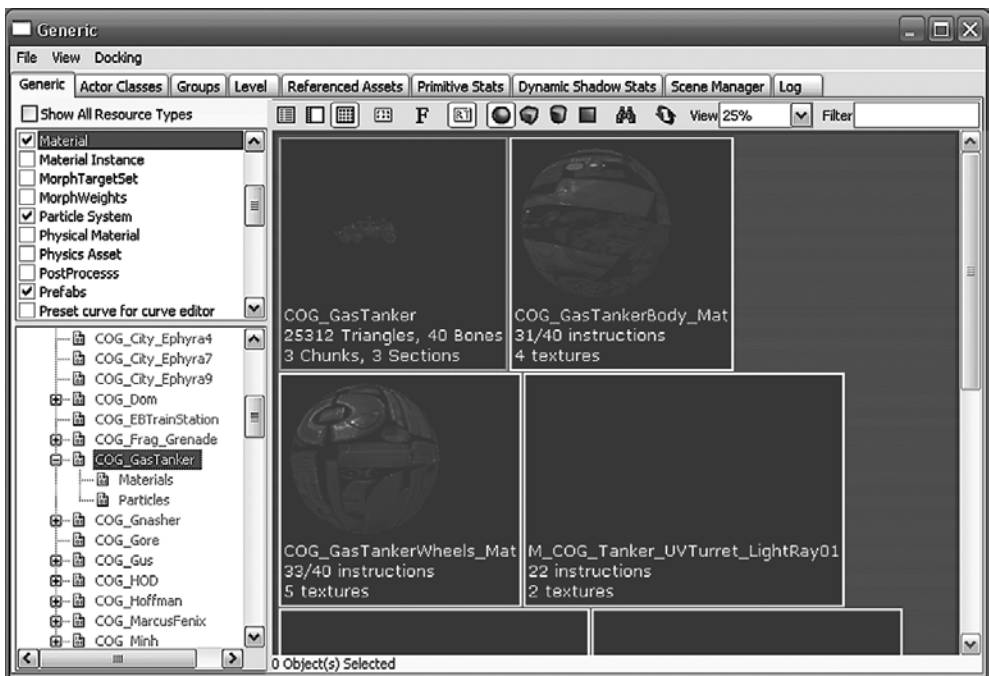 Generic
File View Docking
Generic Actor Classes Groups Level Referenced Assets Primitive Stats Dynamic Shadow Stats Scene Manager Log
Show All Resource Types
F View 25% Filter
Material
Material Instance
MorphTargetSet
MorphWeights
Particle System
Physical Material
Physics Asset
PostProcesss
Prefabs
Preset curve for curve editor
COG_City_Ephyra4
COG_City_Ephyra7
COG_City_Ephyra9
COG_Dom
COG_EBTrainStation
COG_Frag_Grenade
COG_GasTanker
Materials
Particles
COG_Gnasher
COG_Gore
COG_Gus
COG_HOD
COG_Hoffman
COG_MarcusFenix
COG_Minh
COG_GasTanker
25312 Triangles, 40 Bones
3 Chunks, 3 Sections
COG_GasTankerBody_Mat
31/40 instructions
4 textures
COG_GasTankerWheels_Mat
33/40 instructions
5 textures
M_COG_Tanker_UVTurret_LightRay01
22 instructions
2 textures
0 Object(s) Selected